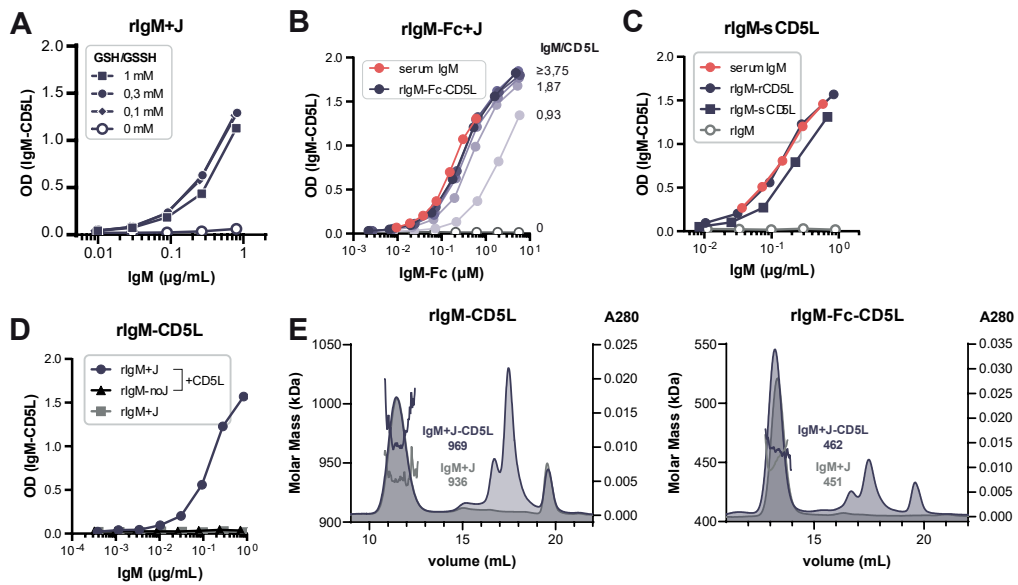 A
rIgM+J
OD (IgM-CD5L)
2.0
1.5
1.0
0.5
0.0
GSH/GSSH
1 mM
0,3 mM
0,1 mM
0 mM
0.01
0.1
1
IgM (µg/mL)
B
rIgM-Fc+J
OD (IgM-CD5L)
2.0
1.5
1.0
0.5
0.0
serum IgM
rIgM-Fc-CD5L
IgM/CD5L
≥3,75
1,87
0,93
0
10-3 10-2 10-1 100 101
IgM-Fc (µM)
C
rIgM-sCD5L
OD (IgM-CD5L)
2.0
1.5
1.0
0.5
0.0
serum IgM
rIgM-rCD5L
rIgM-sCD5L
rIgM
10-2 10-1 100
IgM (µg/mL)
D
rIgM-CD5L
OD (IgM-CD5L)
2.0
1.5
1.0
0.5
0.0
rIgM+J
rIgM-noJ
+CD5L
rIgM+J
10-4 10-3 10-2 10-1 100
IgM (µg/mL)
E
rIgM-CD5L
A280
Molar Mass (kDa)
1050
1000
950
900
IgM+J-CD5L
969
IgM+J
936
0.025
0.020
0.015
0.010
0.005
0.000
10 15 20
volume (mL)
rIgM-Fc-CD5L
A280
Molar Mass (kDa)
550
500
450
400
IgM+J-CD5L
462
IgM+J
451
0.035
0.030
0.025
0.020
0.015
0.010
0.005
0.000
15 20
volume (mL)